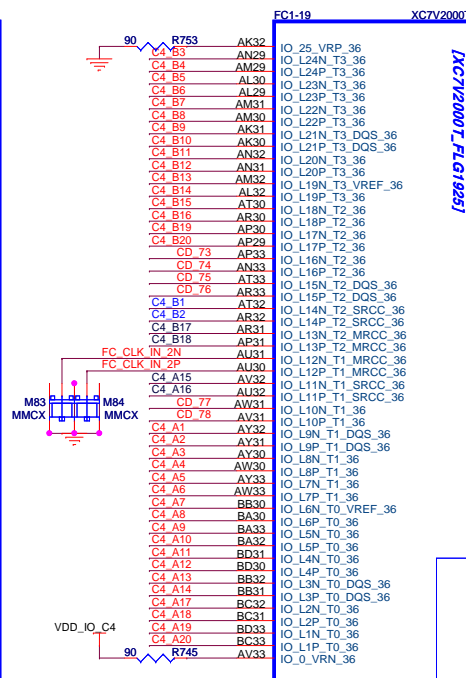 FC1-19 XC7V2000T
90 R753 AK32 IO_25_VRP_36
C4_B3 AN29 IO_L24N_T3_36
C4_B4 AM29 IO_L24P_T3_36
C4_B5 AL30 IO_L23N_T3_36
C4_B6 AL29 IO_L23P_T3_36
C4_B7 AM31 IO_L22N_T3_36
C4_B8 AM30 IO_L22P_T3_36
C4_B9 AK31 IO_L21N_T3_DQS_36
C4_B10 AK30 IO_L21P_T3_DQS_36
C4_B11 AN32 IO_L20N_T3_36
C4_B12 AN31 IO_L20P_T3_36
C4_B13 AM32 IO_L19N_T3_VREF_36
C4_B14 AL32 IO_L19P_T3_36
C4_B15 AT30 IO_L18N_T2_36
C4_B16 AR30 IO_L18P_T2_36
C4_B19 AP30 IO_L17N_T2_36
C4_B20 AP29 IO_L17P_T2_36
CD_73 AP33 IO_L16N_T2_36
CD_74 AN33 IO_L16P_T2_36
CD_75 AT33 IO_L15N_T2_DQS_36
CD_76 AR33 IO_L15P_T2_DQS_36
C4_B1 AT32 IO_L14N_T2_SRCC_36
C4_B2 AR32 IO_L14P_T2_SRCC_36
C4_B17 AR31 IO_L13N_T2_MRCC_36
C4_B18 AP31 IO_L13P_T2_MRCC_36
FC_CLK_IN_2N AU31 IO_L12N_T1_MRCC_36
FC_CLK_IN_2P AU30 IO_L12P_T1_MRCC_36
C4_A15 AV32 IO_L11N_T1_SRCC_36
C4_A16 AU32 IO_L11P_T1_SRCC_36
CD_77 AW31 IO_L10N_T1_36
CD_78 AV31 IO_L10P_T1_36
C4_A1 AY32 IO_L9N_T1_DQS_36
C4_A2 AY31 IO_L9P_T1_DQS_36
C4_A3 AY30 IO_L8N_T1_36
C4_A4 AW30 IO_L8P_T1_36
C4_A5 AY33 IO_L7N_T1_36
C4_A6 AW33 IO_L7P_T1_36
C4_A7 BB30 IO_L6N_T0_VREF_36
C4_A8 BA30 IO_L6P_T0_36
C4_A9 BA33 IO_L5N_T0_36
C4_A10 BA32 IO_L5P_T0_36
C4_A11 BD31 IO_L4N_T0_36
C4_A12 BD30 IO_L4P_T0_36
C4_A13 BB32 IO_L3N_T0_DQS_36
C4_A14 BB31 IO_L3P_T0_DQS_36
C4_A17 BC32 IO_L2N_T0_36
C4_A18 BC31 IO_L2P_T0_36
C4_A19 BD33 IO_L1N_T0_36
C4_A20 BC33 IO_L1P_T0_36
90 R745 AV33 IO_0_VRN_36
M83 M84
MMCX MMCX
VDD_IO_C4
[XC7V2000T_FLG1925]